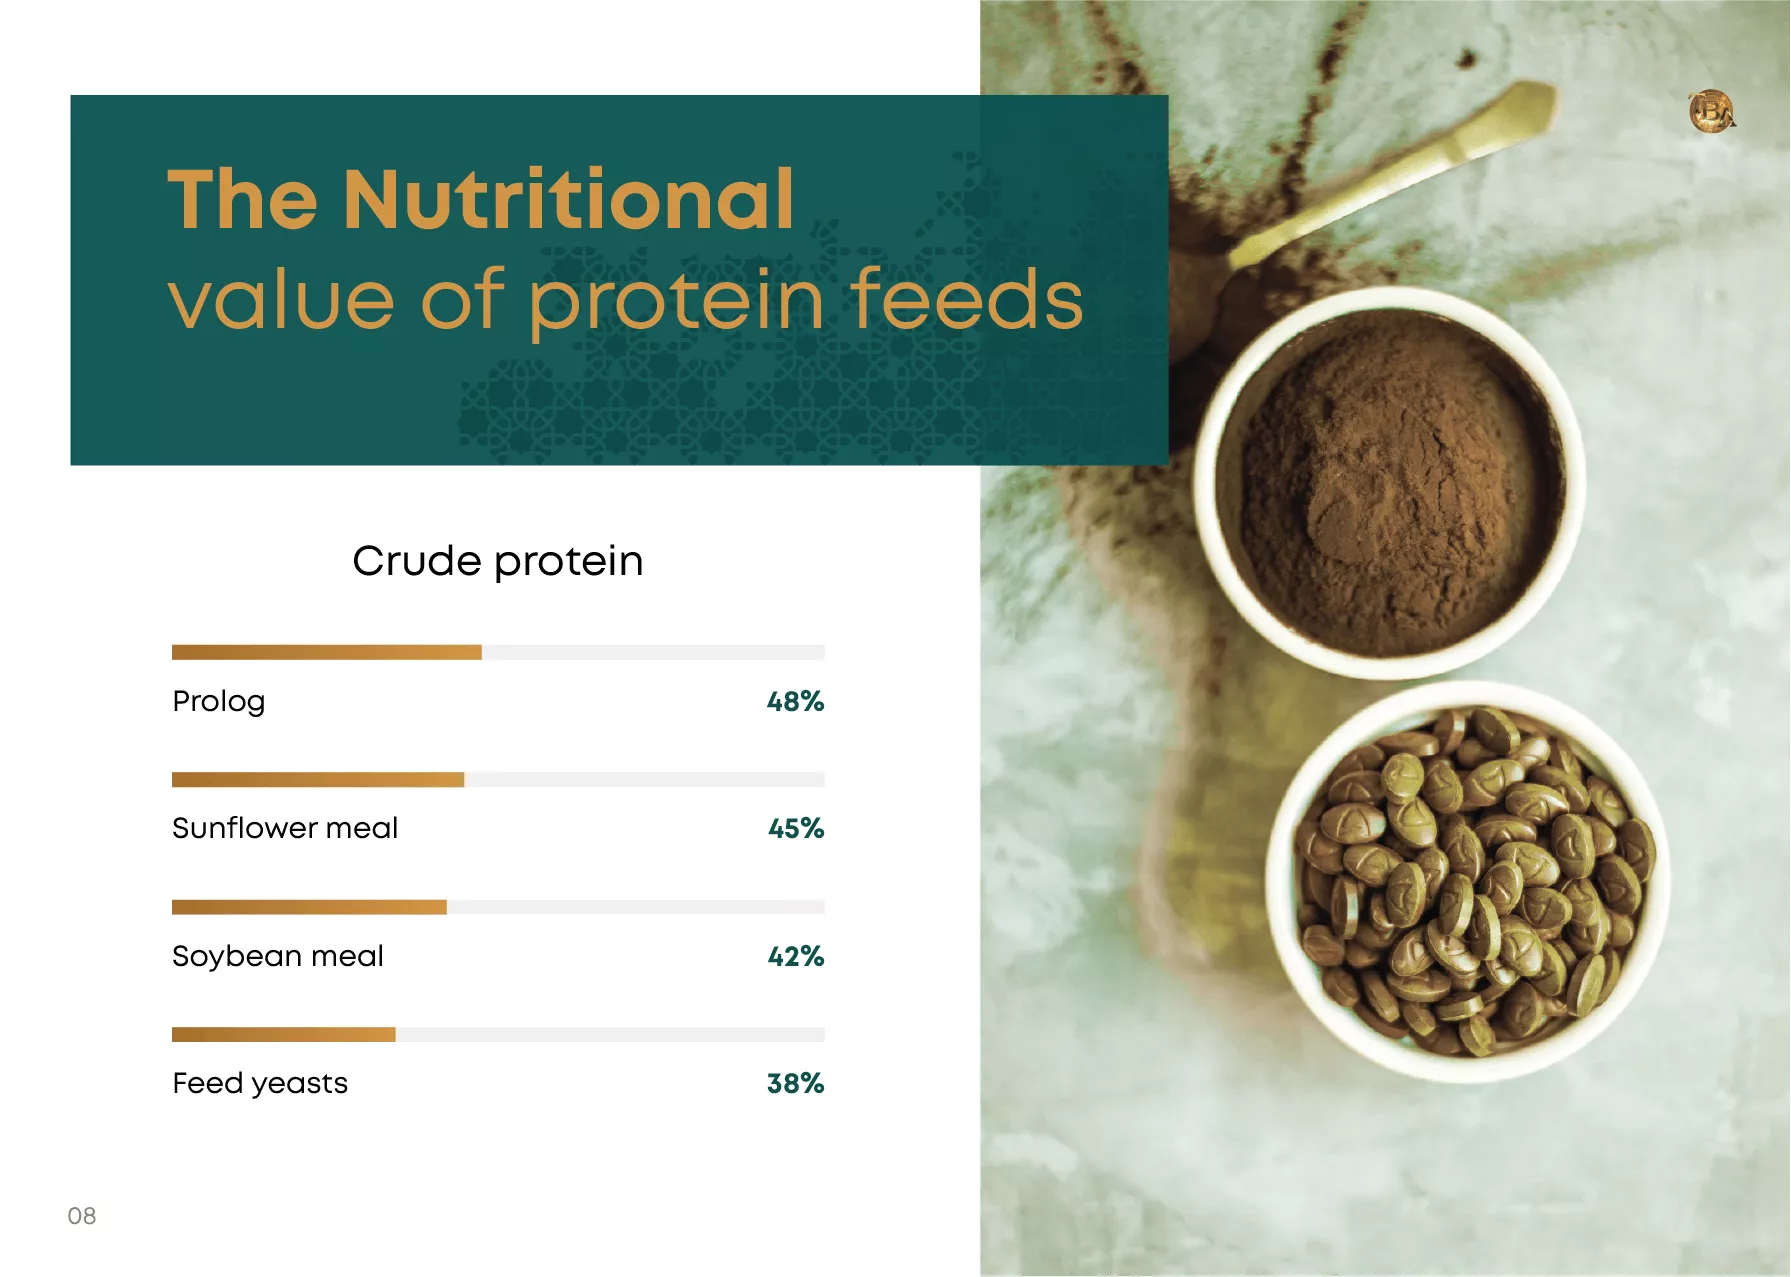 The Nutritional
value of protein feeds
Crude protein
Prolog 48%
Sunflower meal 45%
Soybean meal 42%
Feed yeasts 38%
08